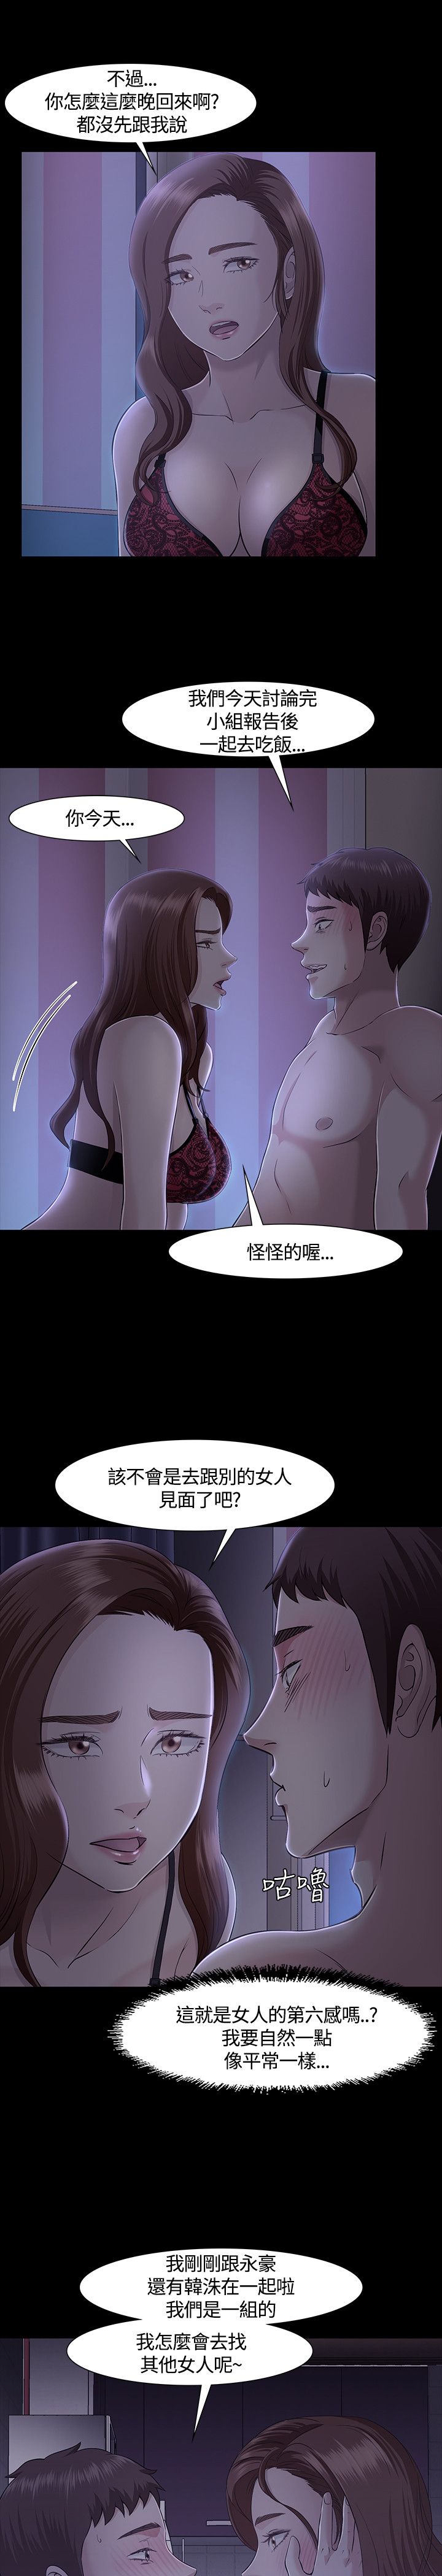 不過...
你怎麼這麼晚回來啊?
都沒先跟我說
我們今天討論完
小組報告後
一起去吃飯...
你今天...
怪怪的喔...
該不會是去跟別的女人
見面了吧?
咕嚕
這就是女人的第六感嗎..?
我要自然一點
像平常一樣...
我剛剛跟永豪
還有韓洙在一起啦
我們是一組的
我怎麼會去找
其他女人呢~